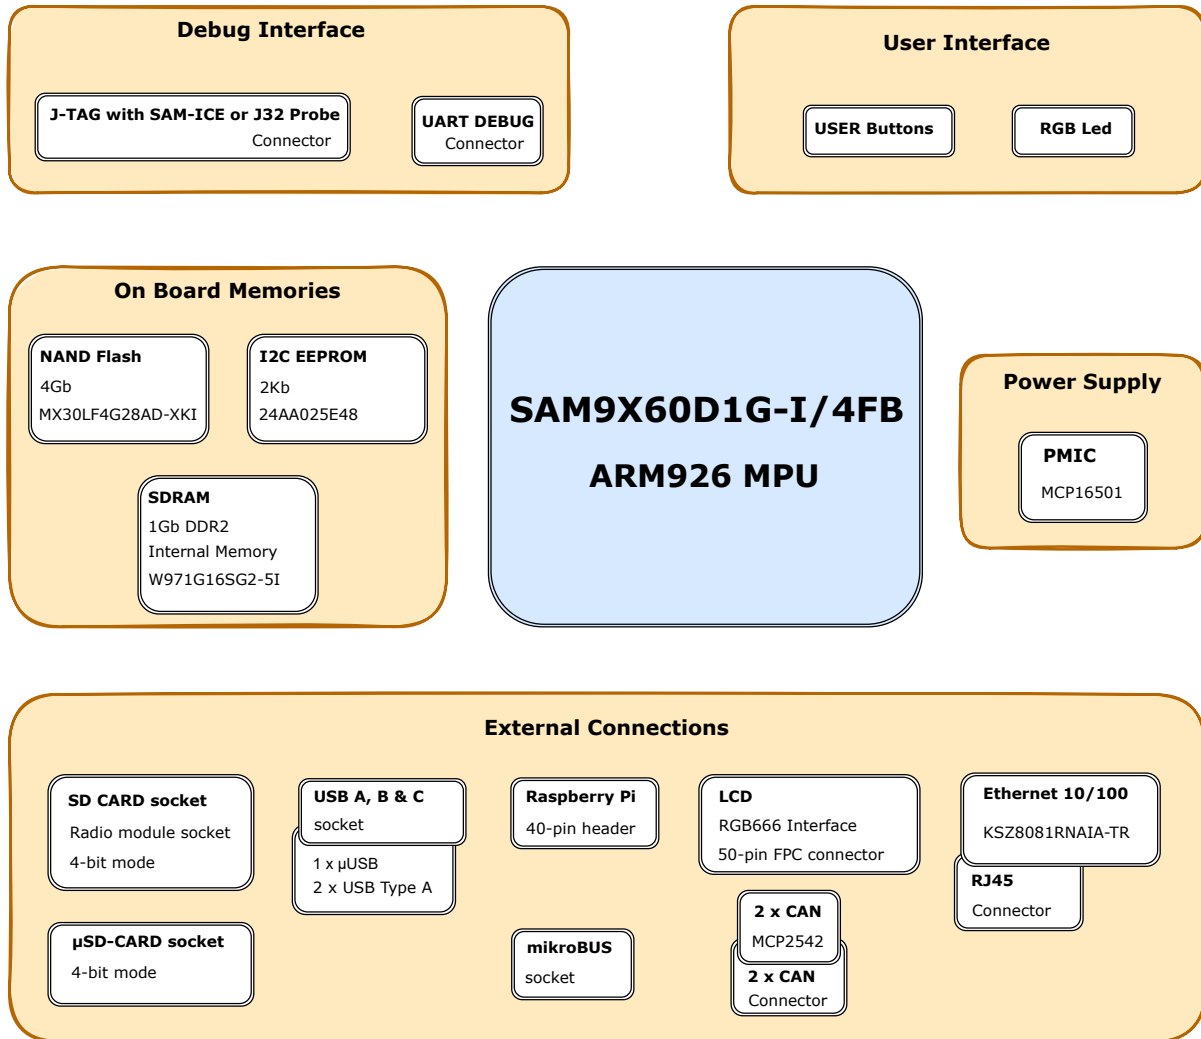 Debug Interface
J-TAG with SAM-ICE or J32 Probe
Connector
UART DEBUG
Connector
User Interface
USER Buttons
RGB Led
On Board Memories
NAND Flash
4Gb
MX30LF4G28AD-XKI
I2C EEPROM
2Kb
24AA025E48
SDRAM
1Gb DDR2
Internal Memory
W971G16SG2-5I
SAM9X60D1G-I/4FB
ARM926 MPU
Power Supply
PMIC
MCP16501
External Connections
SD CARD socket
Radio module socket
4-bit mode
USB A, B & C
socket
1 x µUSB
2 x USB Type A
Raspberry Pi
40-pin header
LCD
RGB666 Interface
50-pin FPC connector
Ethernet 10/100
KSZ8081RNAIA-TR
RJ45
Connector
µSD-CARD socket
4-bit mode
mikroBUS
socket
2 x CAN
MCP2542
2 x CAN
Connector